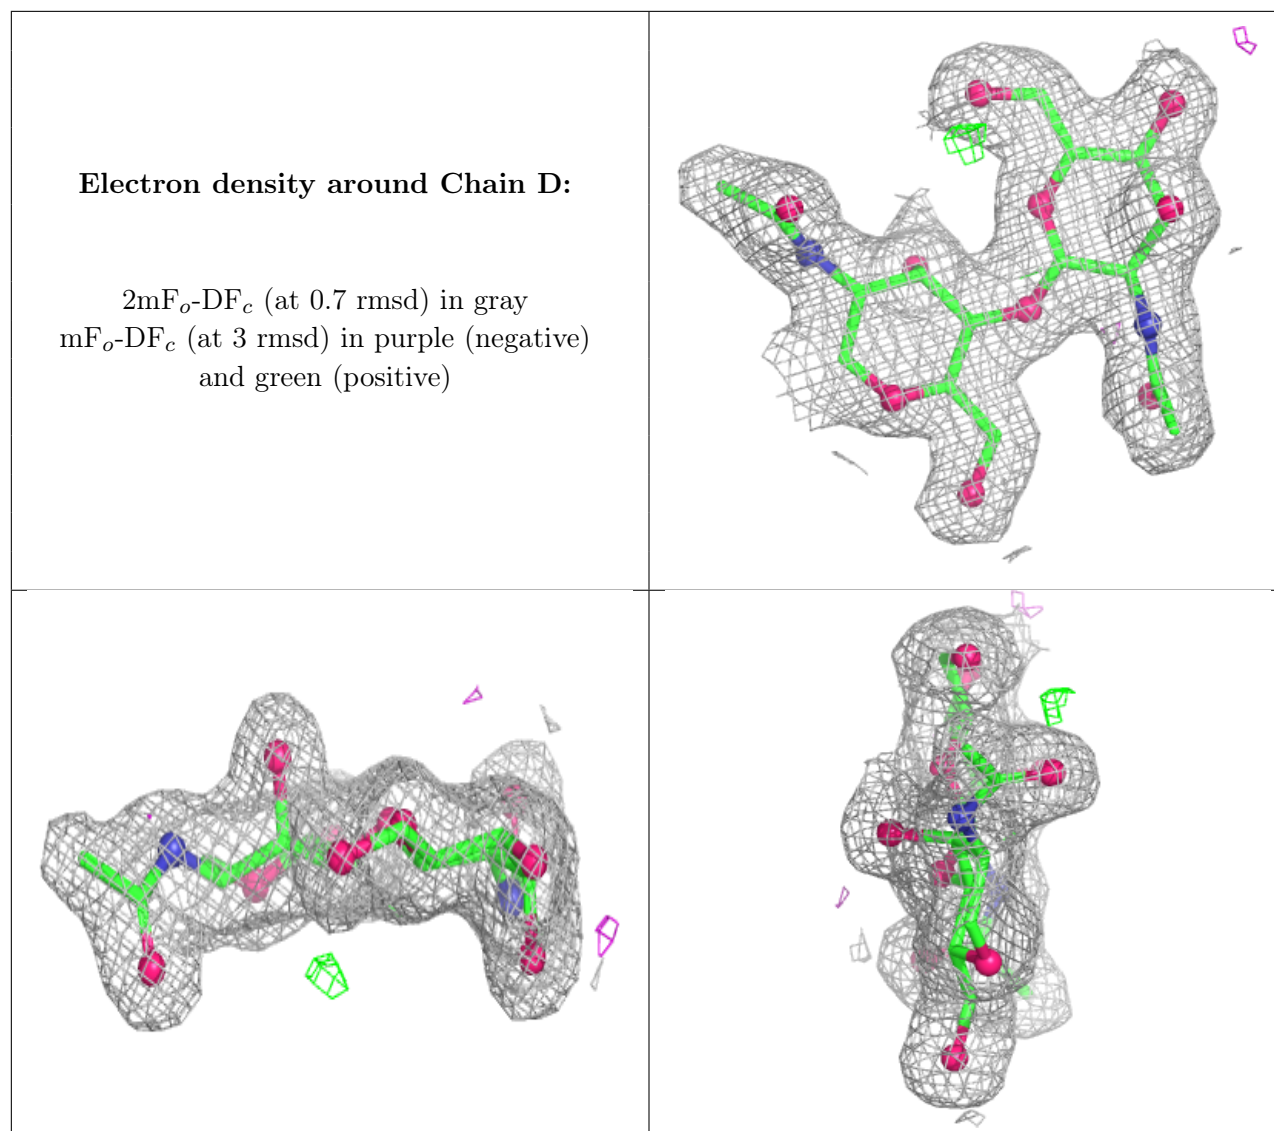 Electron density around Chain D:
2mFo-DFc (at 0.7 rmsd) in gray
mFo-DFc (at 3 rmsd) in purple (negative)
and green (positive)